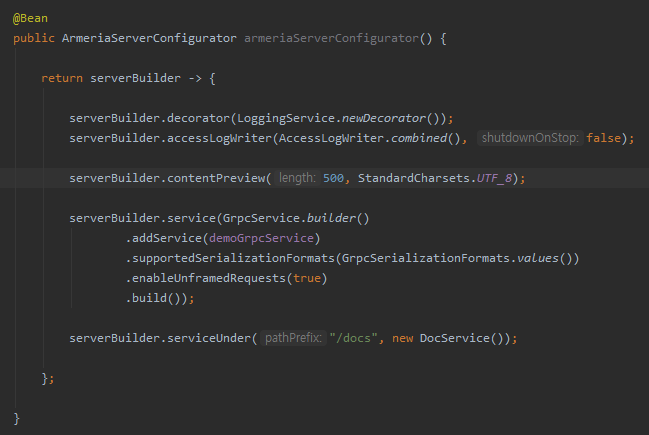 @Bean
public ArmeriaServerConfigurator armeriaServerConfigurator() {
return serverBuilder -> {
serverBuilder.decorator(LoggingService.newDecorator());
serverBuilder.accessLogWriter(AccessLogWriter.combined(), shutdownOnStop: false);
serverBuilder.contentPreview( length: 500, StandardCharsets.UTF_8);
serverBuilder.service(GrpcService.builder()
.addService(demoGrpcService)
.supportedSerializationFormats(GrpcSerializationFormats.values())
.enableUnframedRequests(true)
.build());
serverBuilder.serviceUnder( pathPrefix: "/docs", new DocService());
};
}